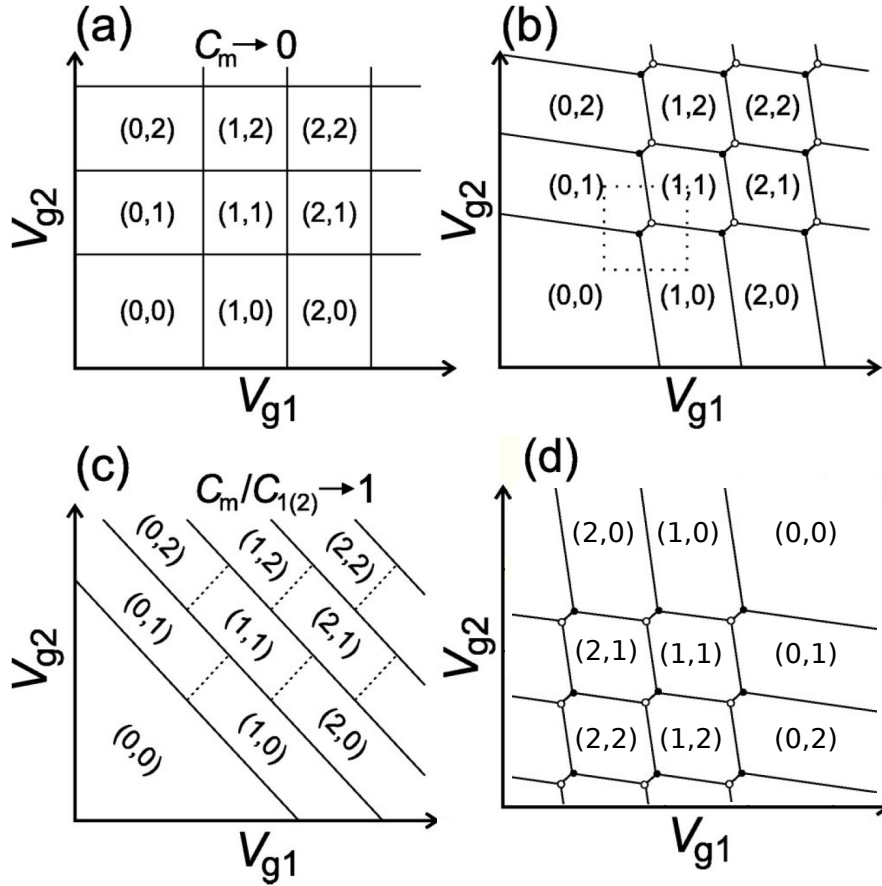 (a)
C_m → 0
(0,2) (1,2) (2,2)
(0,1) (1,1) (2,1)
(0,0) (1,0) (2,0)
V_g2
V_g1
(b)
(0,2) (1,2) (2,2)
(0,1) (1,1) (2,1)
(0,0) (1,0) (2,0)
V_g2
V_g1
(c)
C_m/C_1(2) → 1
(0,2) (1,2) (2,2)
(0,1) (1,1) (2,1)
(0,0) (1,0) (2,0)
V_g2
V_g1
(d)
(2,0) (1,0) (0,0)
(2,1) (1,1) (0,1)
(2,2) (1,2) (0,2)
V_g2
V_g1